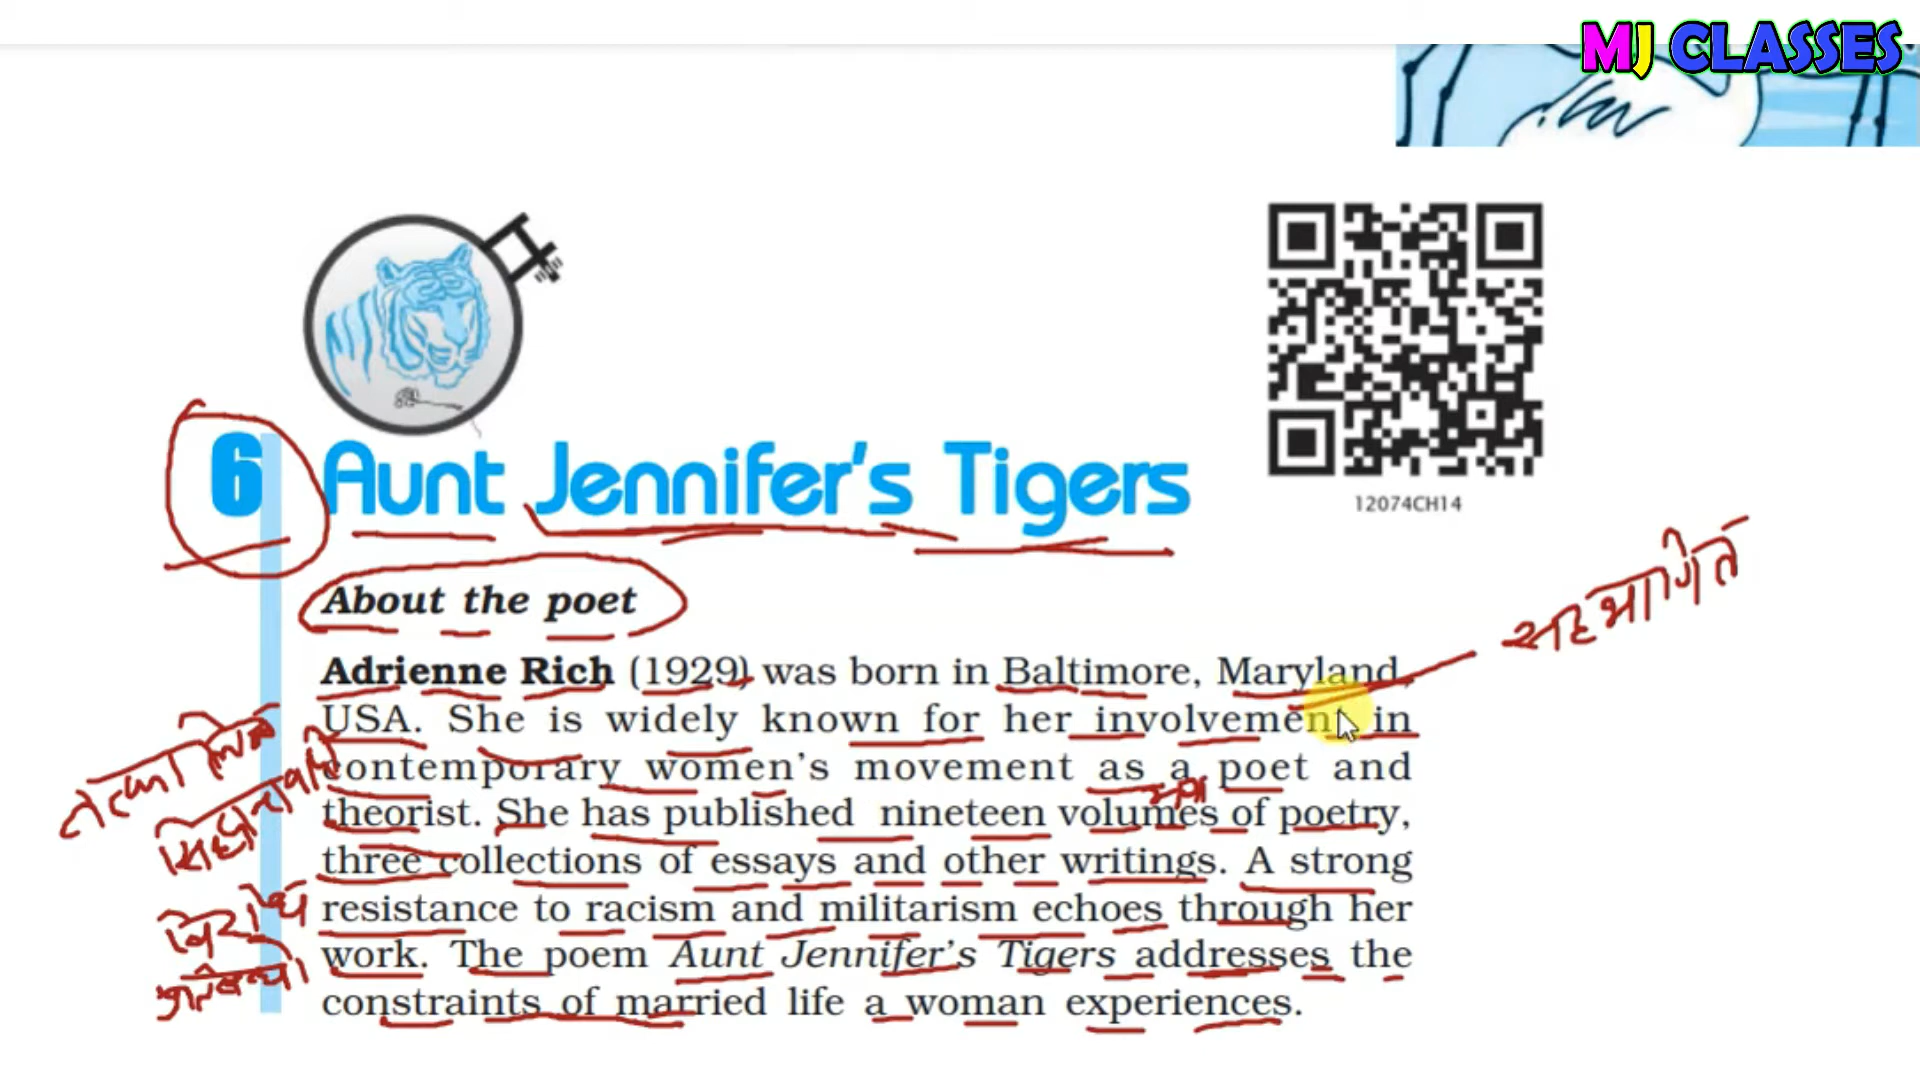 MJ CLASSES
12074CH14
6 Aunt Jennifer's Tigers
About the poet
Adrienne Rich (1929) was born in Baltimore, Maryland,
USA. She is widely known for her involvement in
contemporary women's movement as a poet and
theorist. She has published nineteen volumes of poetry,
three collections of essays and other writings. A strong
resistance to racism and militarism echoes through her
work. The poem Aunt Jennifer's Tigers addresses the
constraints of married life a woman experiences.